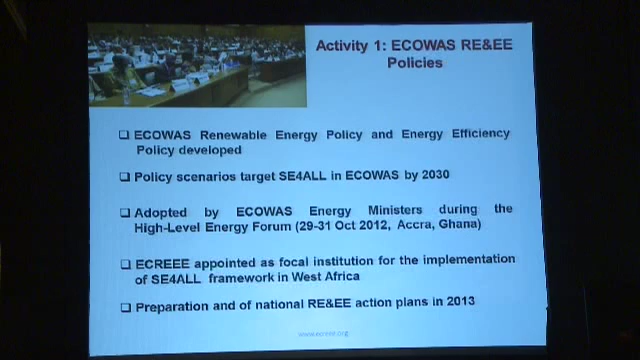 Activity 1: ECOWAS RE&EE
Policies
❑ ECOWAS Renewable Energy Policy and Energy Efficiency
Policy developed
❑ Policy scenarios target SE4ALL in ECOWAS by 2030
❑ Adopted by ECOWAS Energy Ministers during the
High-Level Energy Forum (29-31 Oct 2012, Accra, Ghana)
❑ ECREEE appointed as focal institution for the implementation
of SE4ALL framework in West Africa
❑ Preparation and of national RE&EE action plans in 2013
www.ecreee.org